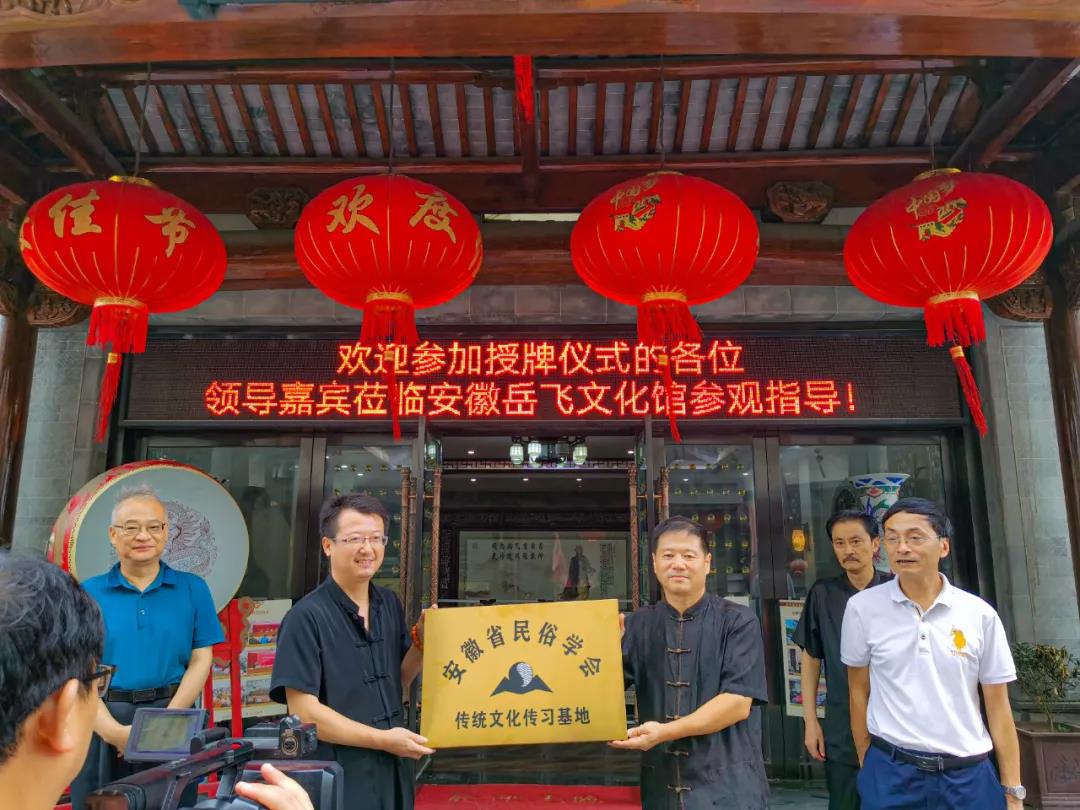 佳节
欢度
中国梦
中国梦
欢迎参加授牌仪式的各位
领导嘉宾莅临安徽岳飞文化馆参观指导！
安徽省民俗学会
传统文化传习基地